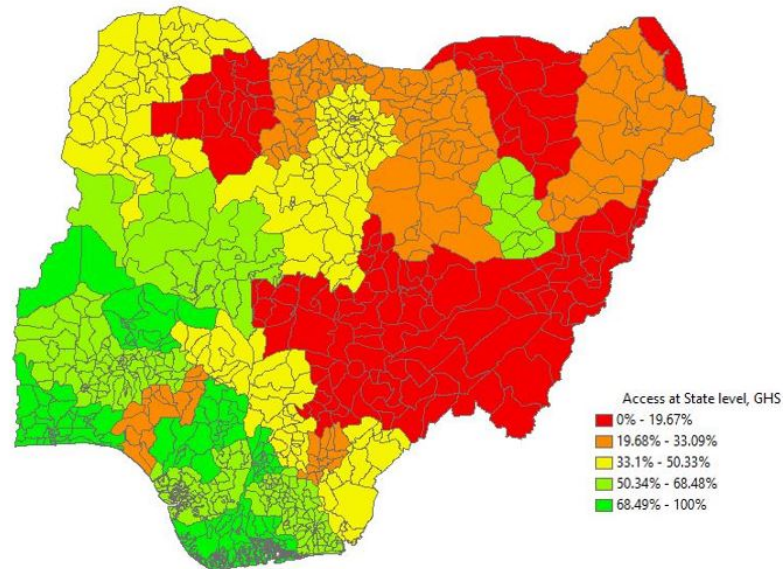 Access at State level, GHS
0% - 19.67%
19.68% - 33.09%
33.1% - 50.33%
50.34% - 68.48%
68.49% - 100%